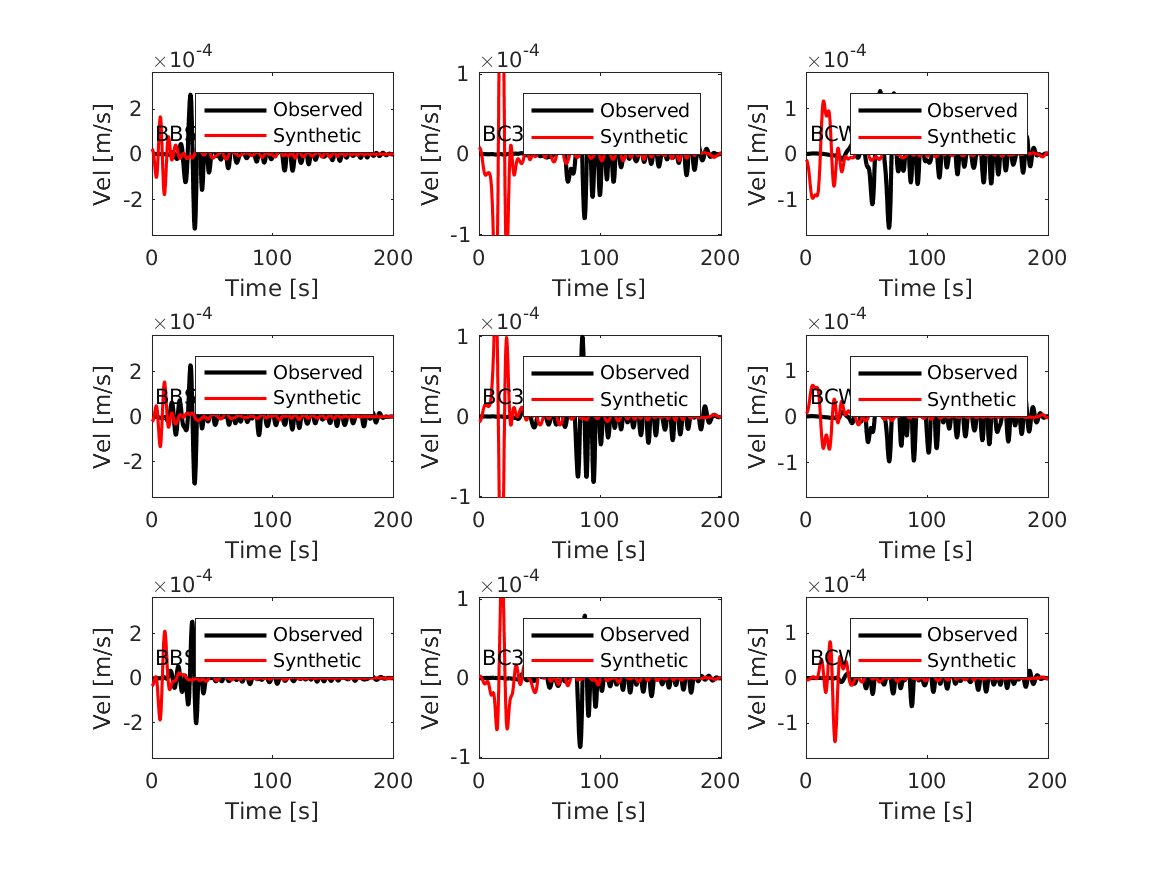 ×10-4
Vel [m/s]
2
0
-2
BBS
Observed
Synthetic
0
100
200
Time [s]
×10-4
Vel [m/s]
1
0
-1
BC3
Observed
Synthetic
0
100
200
Time [s]
×10-4
Vel [m/s]
1
0
-1
Observed
Synthetic
0
100
200
Time [s]
×10-4
Vel [m/s]
2
0
-2
BBS
Observed
Synthetic
0
100
200
Time [s]
×10-4
Vel [m/s]
1
0
-1
BC3
Observed
Synthetic
0
100
200
Time [s]
×10-4
Vel [m/s]
1
0
-1
Observed
Synthetic
0
100
200
Time [s]
×10-4
Vel [m/s]
2
0
-2
BBS
Observed
Synthetic
0
100
200
Time [s]
×10-4
Vel [m/s]
1
0
-1
BC3
Observed
Synthetic
0
100
200
Time [s]
×10-4
Vel [m/s]
1
0
-1
Observed
Synthetic
0
100
200
Time [s]